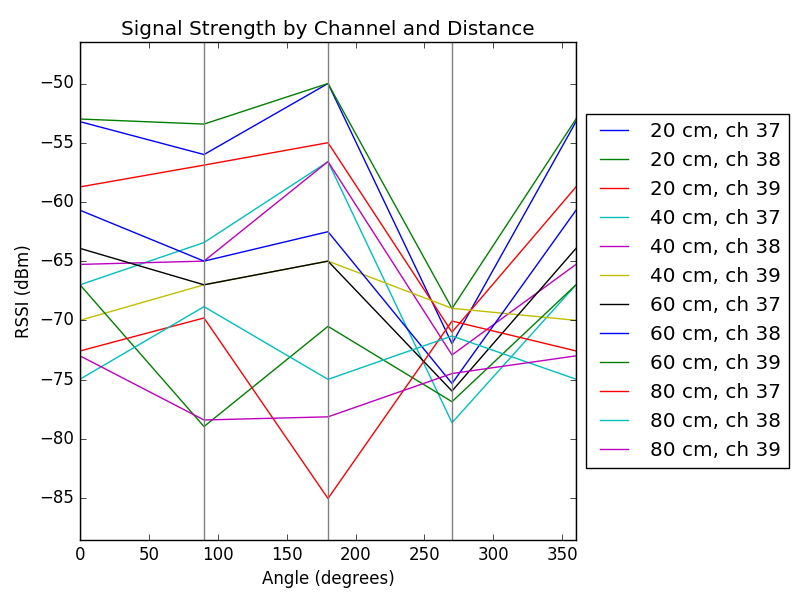 Signal Strength by Channel and Distance
−50
−55
−60
−65
−70
−75
−80
−85
RSSI (dBm)
0 50 100 150 200 250 300 350
Angle (degrees)
20 cm, ch 37
20 cm, ch 38
20 cm, ch 39
40 cm, ch 37
40 cm, ch 38
40 cm, ch 39
60 cm, ch 37
60 cm, ch 38
60 cm, ch 39
80 cm, ch 37
80 cm, ch 38
80 cm, ch 39